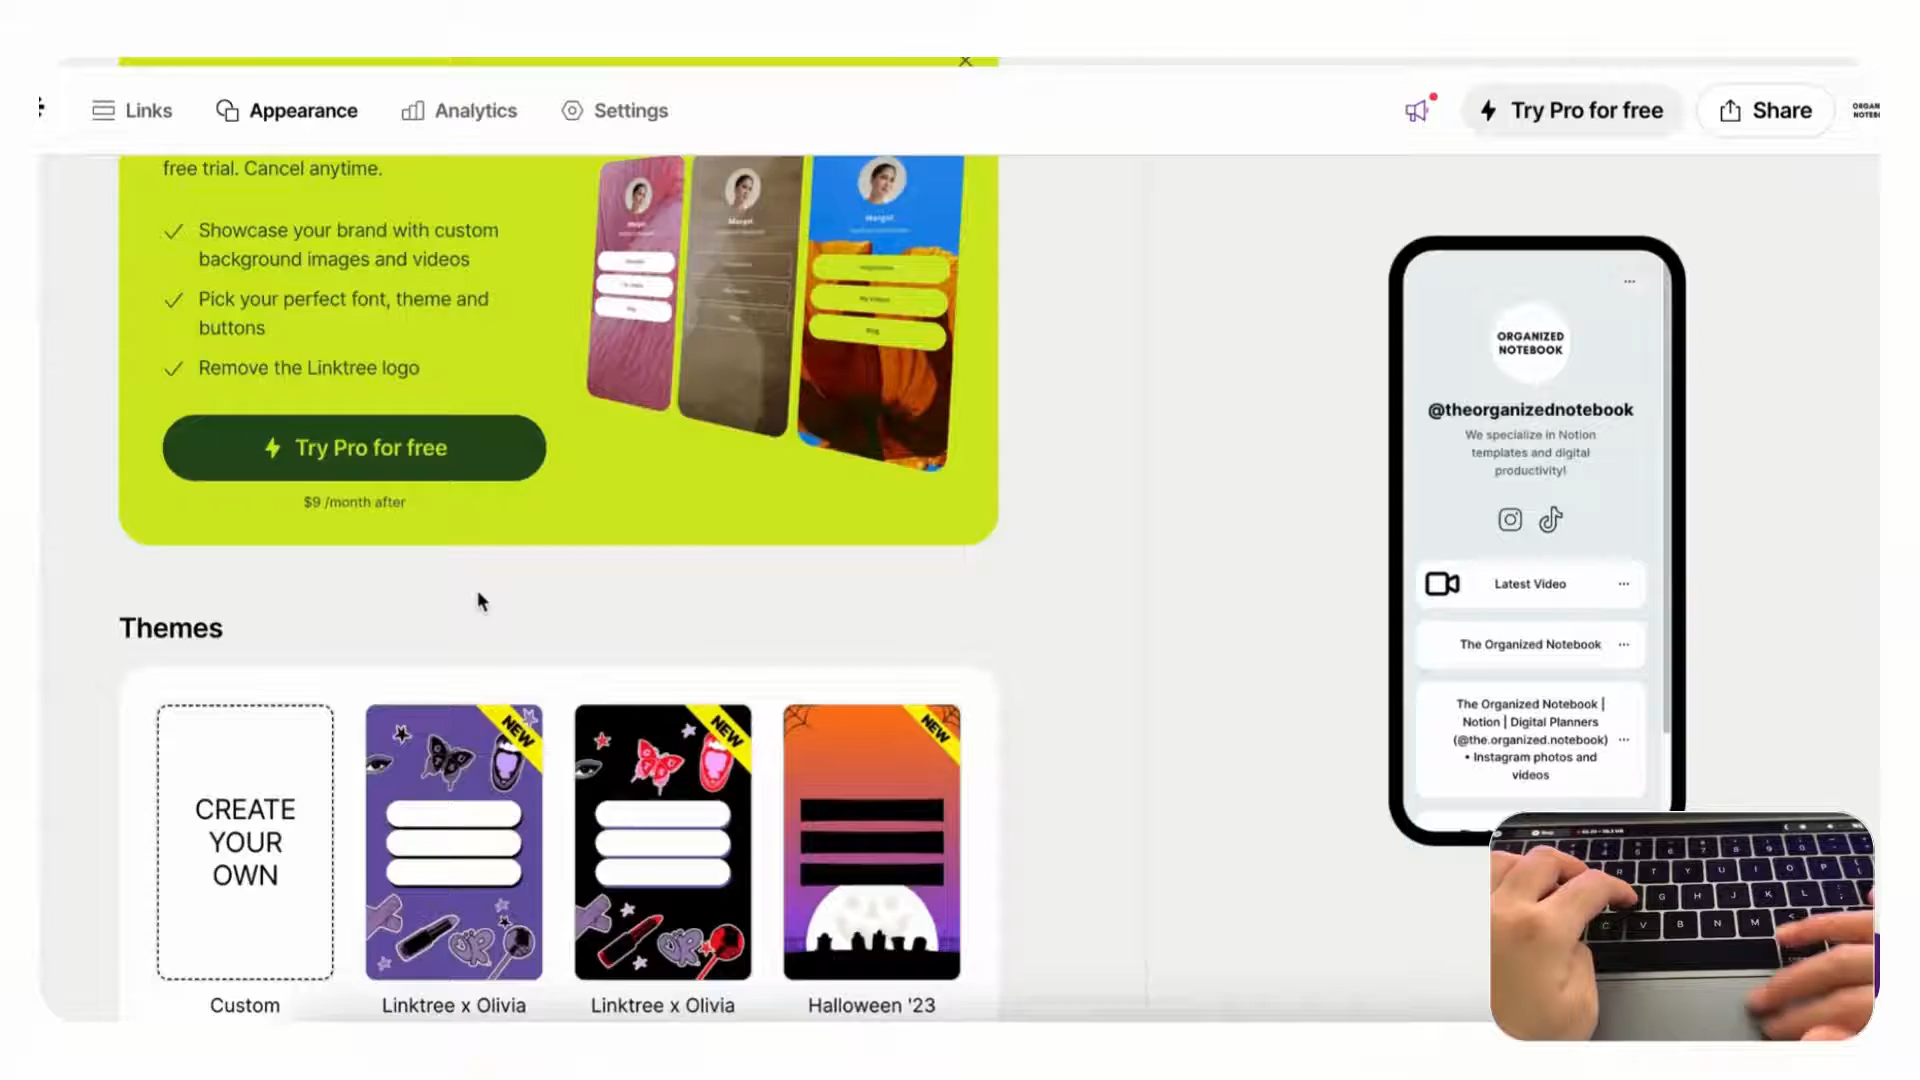 Links
Appearance
Analytics
Settings
Try Pro for free
Share
ORGAN
NOTEB
free trial. Cancel anytime.
Showcase your brand with custom
background images and videos
Pick your perfect font, theme and
buttons
Remove the Linktree logo
Try Pro for free
$9 /month after
Margot
Margot
ORGANIZED
NOTEBOOK
@theorganizednotebook
We specialize in Notion
templates and digital
productivity!
Latest Video
The Organized Notebook
The Organized Notebook |
Notion | Digital Planners
(@the.organized.notebook)
• Instagram photos and
videos
Themes
CREATE
YOUR
OWN
NEW
NEW
NEW
Custom
Linktree x Olivia
Linktree x Olivia
Halloween '23
R T Y U I O P
G H J K L
C V B N M